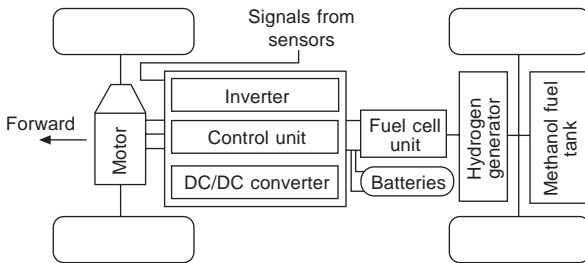 Signals from
sensors
Forward
Motor
Inverter
Control unit
DC/DC converter
Fuel cell
unit
Batteries
Hydrogen
generator
Methanol fuel
tank